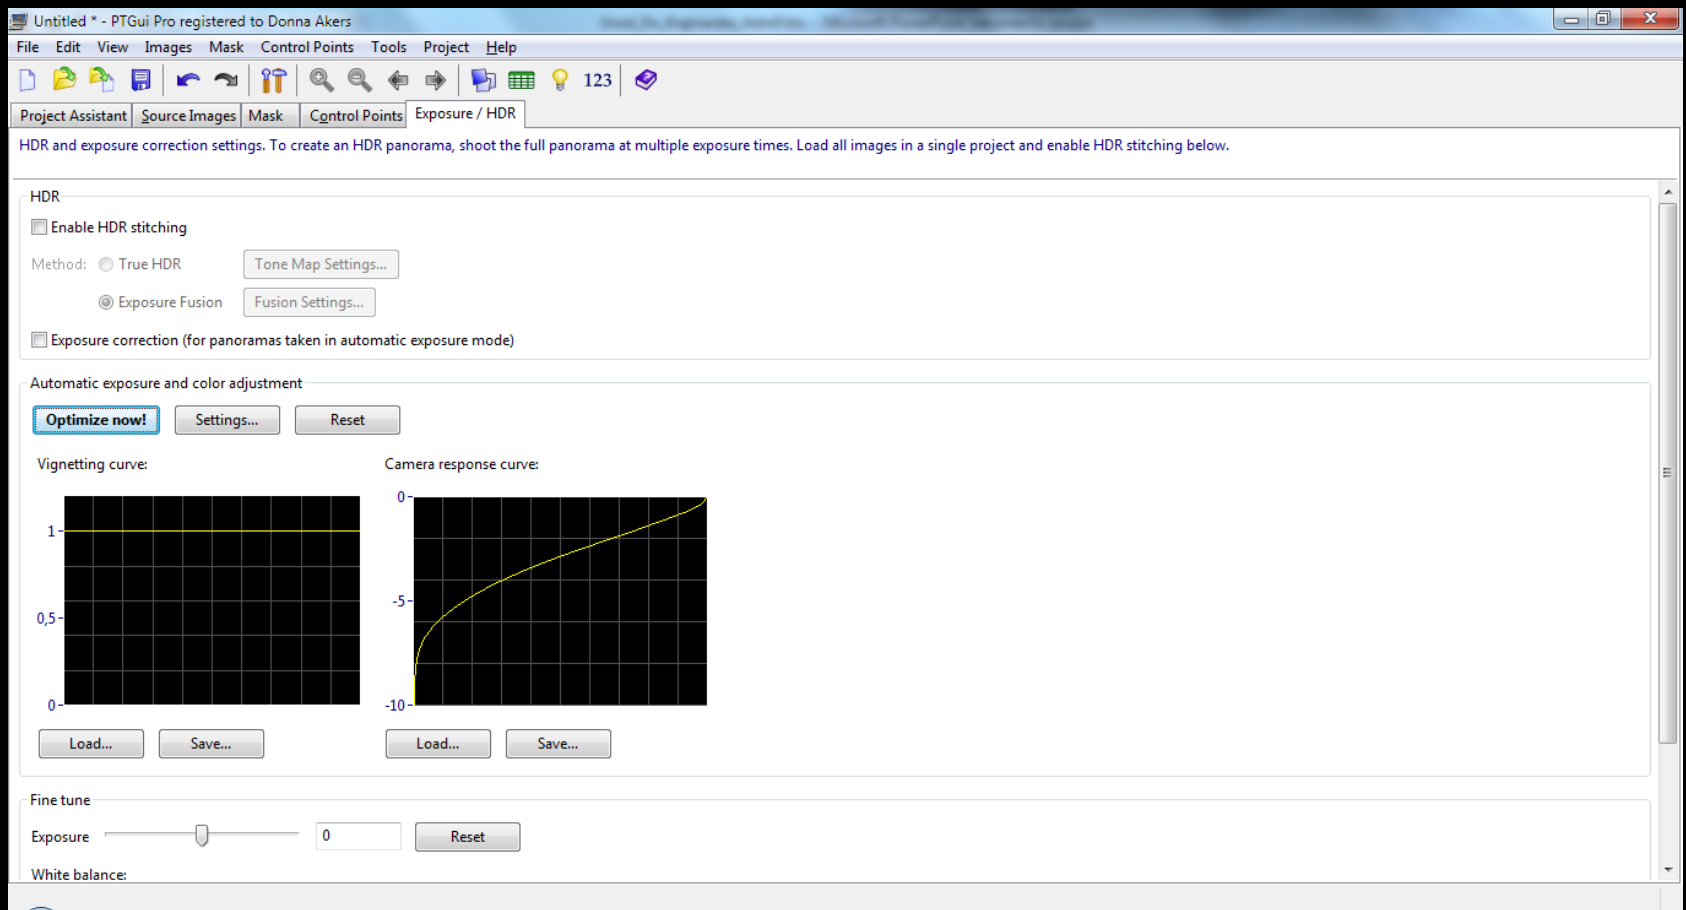 Untitled * - PTGui Pro registered to Donna Akers
File Edit View Images Mask Control Points Tools Project Help
123
Project Assistant Source Images Mask Control Points Exposure / HDR
HDR and exposure correction settings. To create an HDR panorama, shoot the full panorama at multiple exposure times. Load all images in a single project and enable HDR stitching below.
HDR
Enable HDR stitching
Method: True HDR Tone Map Settings...
Exposure Fusion Fusion Settings...
Exposure correction (for panoramas taken in automatic exposure mode)
Automatic exposure and color adjustment
Optimize now! Settings... Reset
Vignetting curve: Camera response curve:
0
1
-5
0,5
0 -10
Load... Save... Load... Save...
Fine tune
Exposure 0 Reset
White balance: